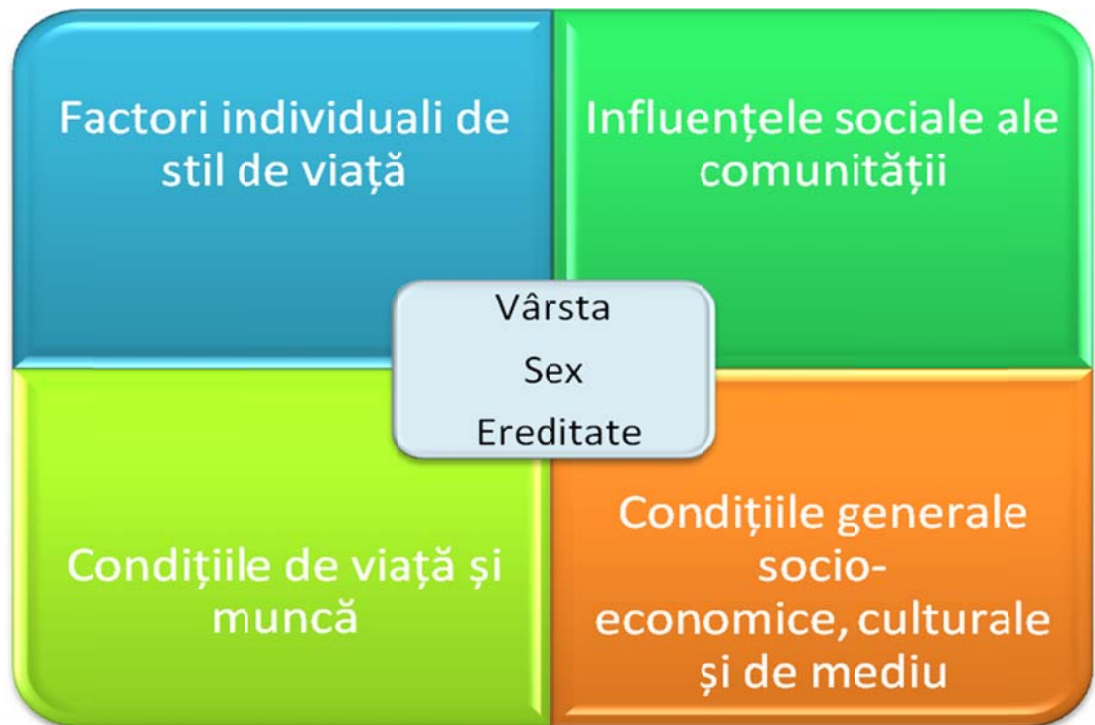 Factori individuali de
stil de viață
Influențele sociale ale
comunității
Vârsta
Sex
Ereditate
Condițiile de viață și
muncă
Condițiile generale
socio-
economice, culturale
și de mediu